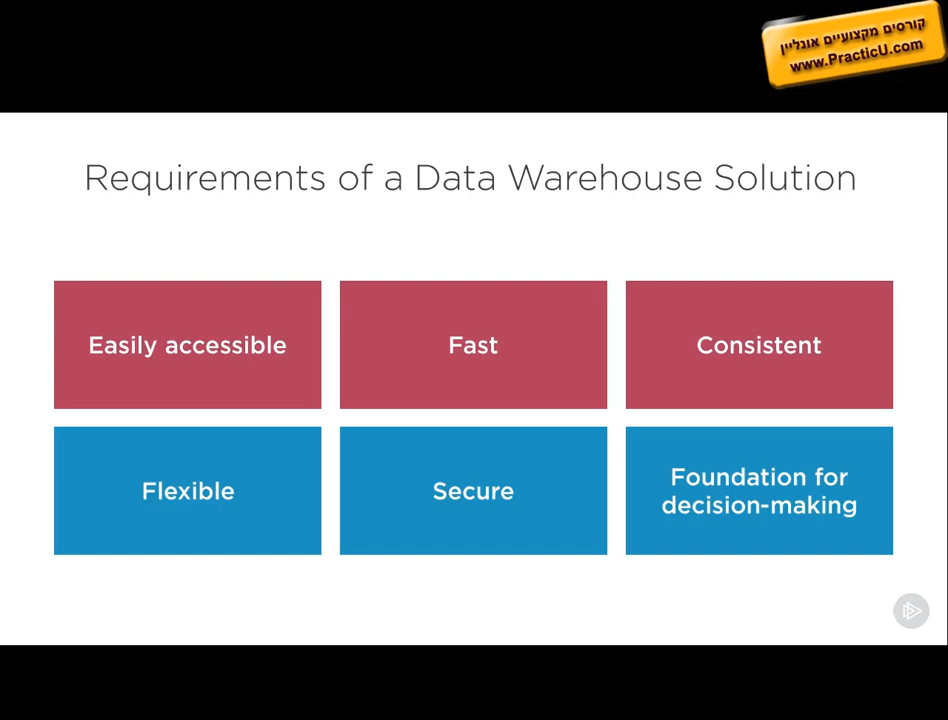 קורסים מקצועיים אונליין
www.PracticU.com
Requirements of a Data Warehouse Solution
Easily accessible
Fast
Consistent
Flexible
Secure
Foundation for
decision-making